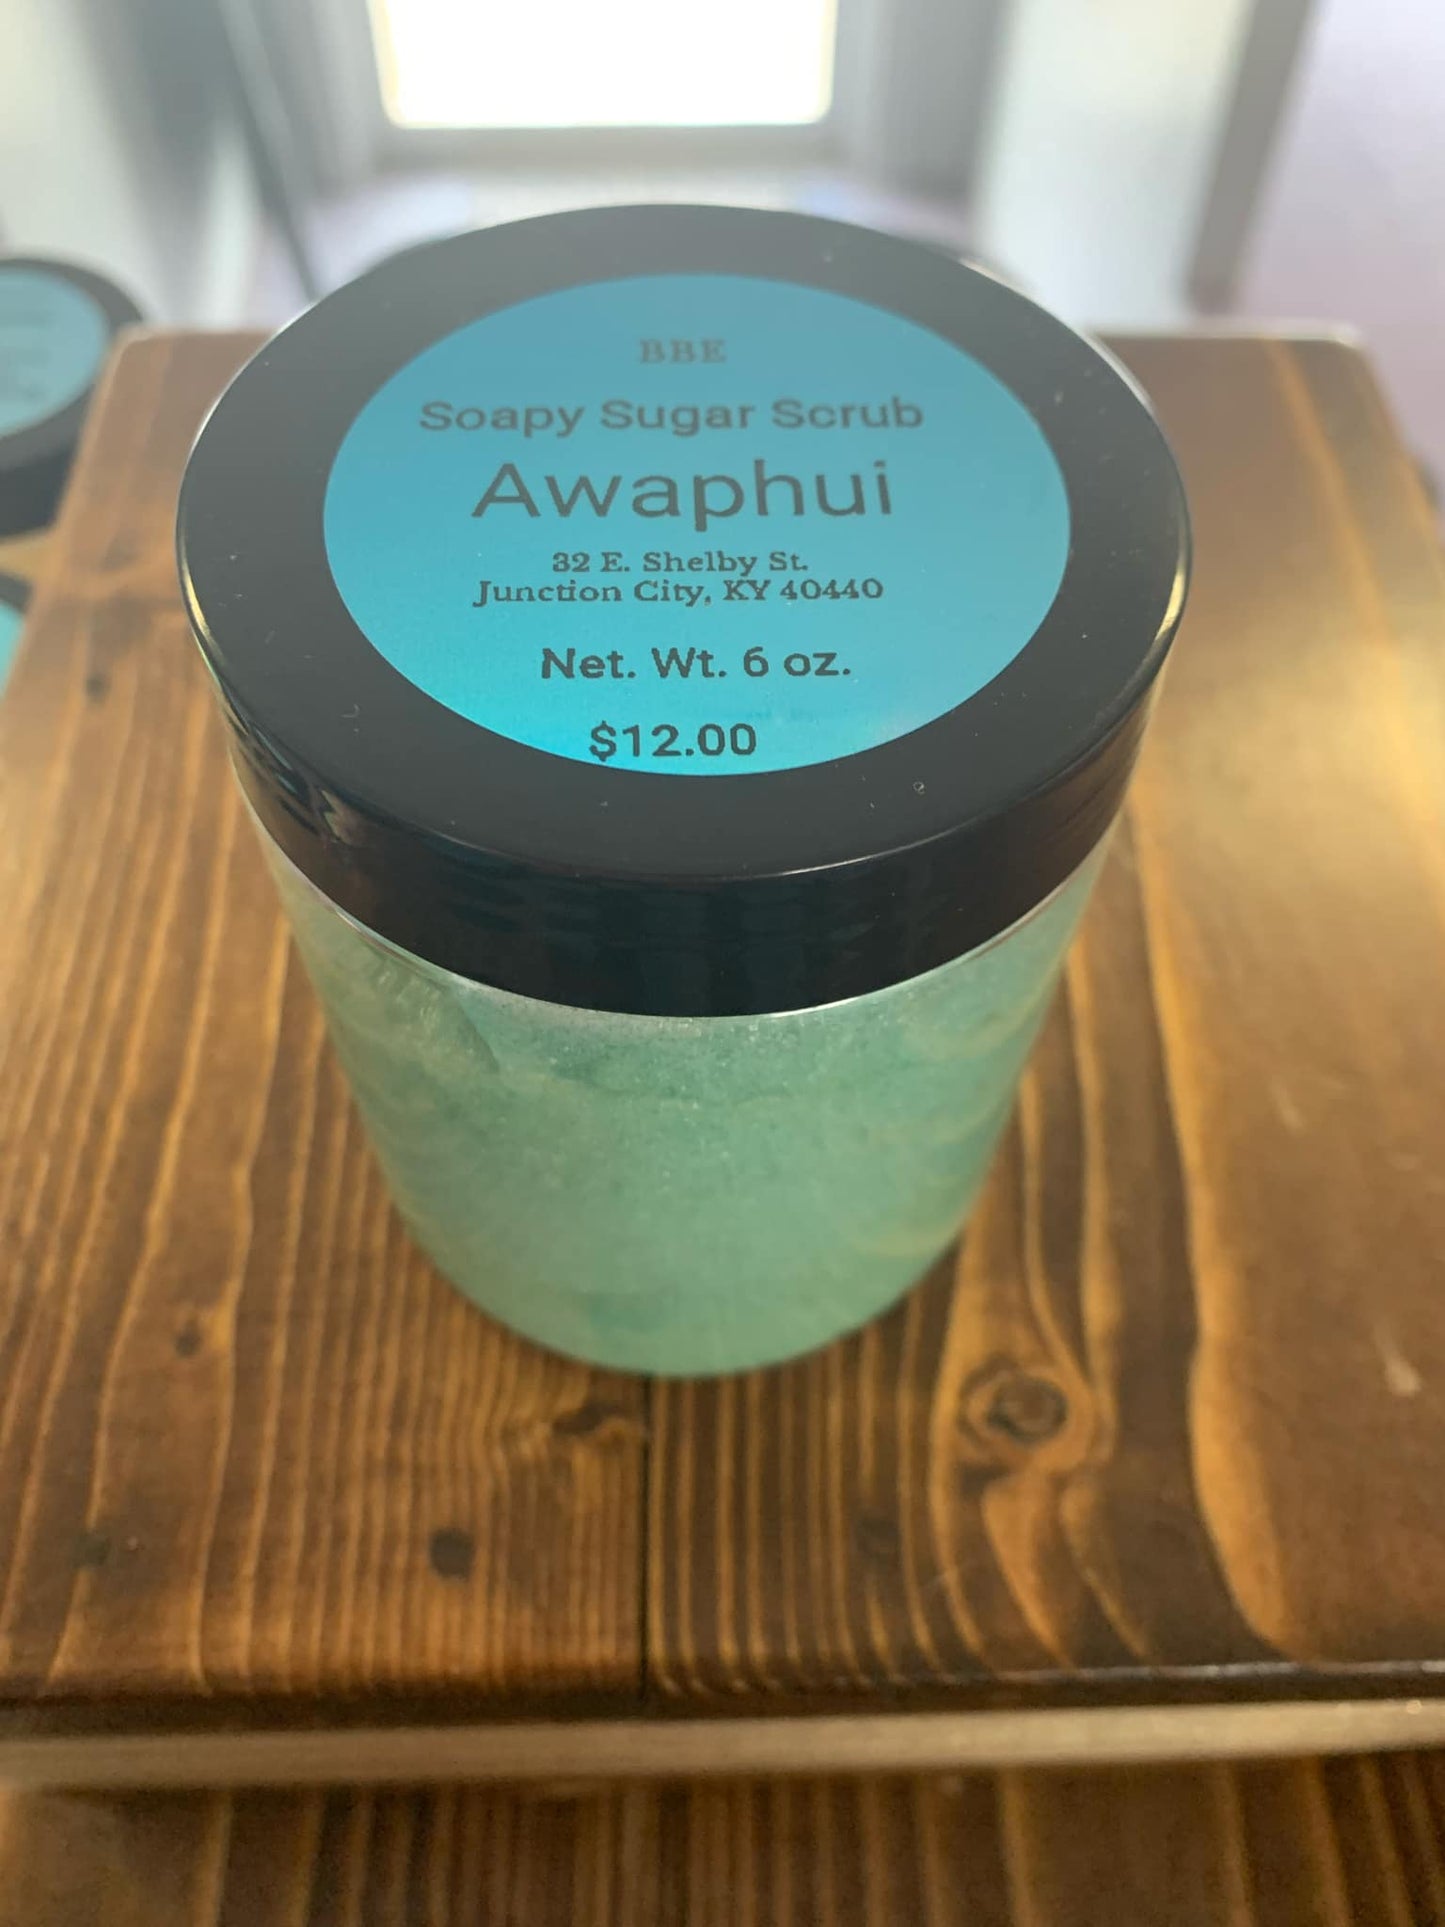 BBE
Soapy Sugar Scrub
Awaphui
32 E. Shelby St.
Junction City, KY 40440
Net. Wt. 6 oz.
$12.00